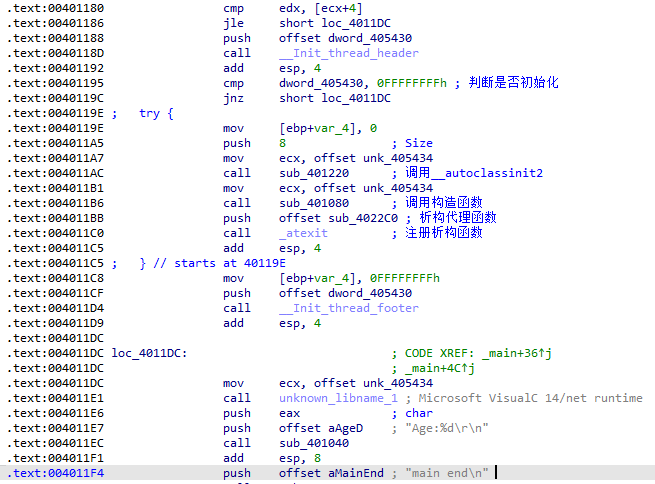 .text:00401180 cmp edx, [ecx+4]
.text:00401186 jle short loc_4011DC
.text:00401188 push offset dword_405430
.text:0040118D call __Init_thread_header
.text:00401192 add esp, 4
.text:00401195 cmp dword_405430, 0FFFFFFFFh ; 判断是否初始化
.text:0040119C jnz short loc_4011DC
.text:0040119E ; try {
.text:0040119E mov [ebp+var_4], 0
.text:004011A5 push 8 ; Size
.text:004011A7 mov ecx, offset unk_405434
.text:004011AC call sub_401220 ; 调用__autoclassinit2
.text:004011B1 mov ecx, offset unk_405434
.text:004011B6 call sub_401080 ; 调用构造函数
.text:004011BB push offset sub_4022C0 ; 析构代理函数
.text:004011C0 call _atexit ; 注册析构函数
.text:004011C5 add esp, 4
.text:004011C5 ; } // starts at 40119E
.text:004011C8 mov [ebp+var_4], 0FFFFFFFFh
.text:004011CF push offset dword_405430
.text:004011D4 call __Init_thread_footer
.text:004011D9 add esp, 4
.text:004011DC
.text:004011DC loc_4011DC: ; CODE XREF: _main+36↑j
.text:004011DC ; _main+4C↑j
.text:004011DC mov ecx, offset unk_405434
.text:004011E1 call unknown_libname_1 ; Microsoft VisualC 14/net runtime
.text:004011E6 push eax ; char
.text:004011E7 push offset aAgeD ; "Age:%d\r\n"
.text:004011EC call sub_401040
.text:004011F1 add esp, 8
.text:004011F4 push offset aMainEnd ; "main end\n"